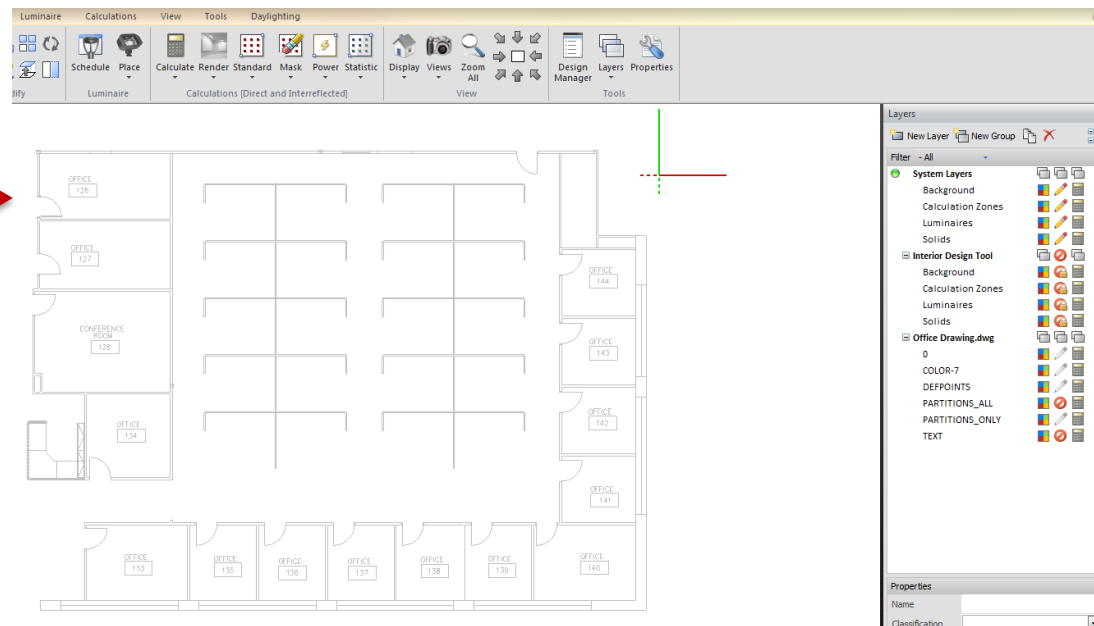 Luminaire Calculations View Tools Daylighting
Schedule Place Calculate Render Standard Mask Power Statistic Display Views Zoom All Design Manager Layers Properties
Luminaire Calculations [Direct and Interreflected] View Tools
Layers
New Layer New Group
Filter - All
System Layers
Background
Calculation Zones
Luminaires
Solids
Interior Design Tool
Background
Calculation Zones
Luminaires
Solids
Office Drawing.dwg
0
COLOR-7
DEFPOINTS
PARTITIONS_ALL
PARTITIONS_ONLY
TEXT
Properties
Name
Classification
OFFICE
126
OFFICE
127
CONFERENCE
ROOM
128
OFFICE
134
OFFICE
144
OFFICE
143
OFFICE
142
OFFICE
141
OFFICE
133
OFFICE
135
OFFICE
136
OFFICE
137
OFFICE
138
OFFICE
139
OFFICE
140